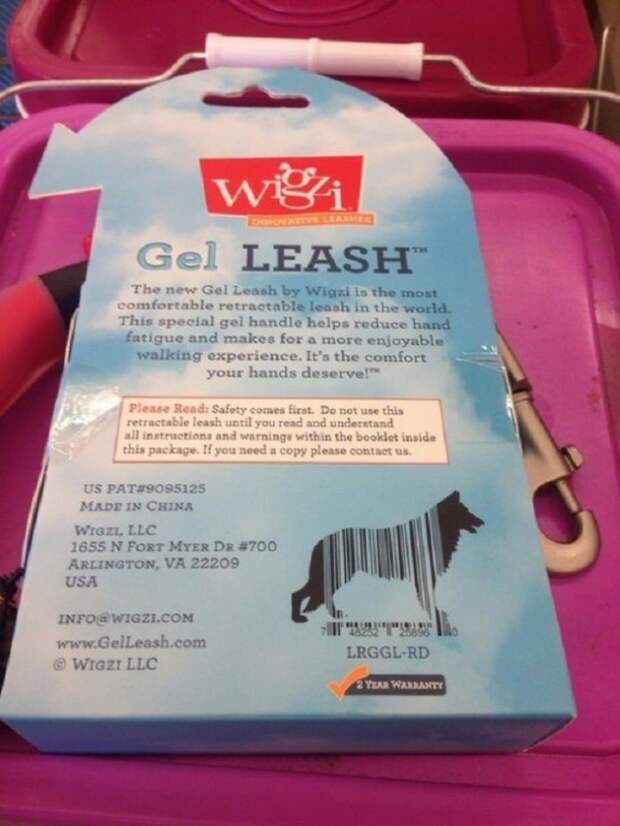 Wigzi
INNOVATIVE LEASHES
Gel LEASH™
The new Gel Leash by Wigzi is the most
comfortable retractable leash in the world.
This special gel handle helps reduce hand
fatigue and makes for a more enjoyable
walking experience. It's the comfort
your hands deserve!™
Please Read: Safety comes first. Do not use this
retractable leash until you read and understand
all instructions and warnings within the booklet inside
this package. If you need a copy please contact us.
US PAT#9095125
MADE IN CHINA
WIGZI, LLC
1655 N FORT MYER DR #700
ARLINGTON, VA 22209
USA
INFO@WIGZI.COM
www.GelLeash.com
© WIGZI LLC
7 48252 25896
LRGGL-RD
2 YEAR WARRANTY